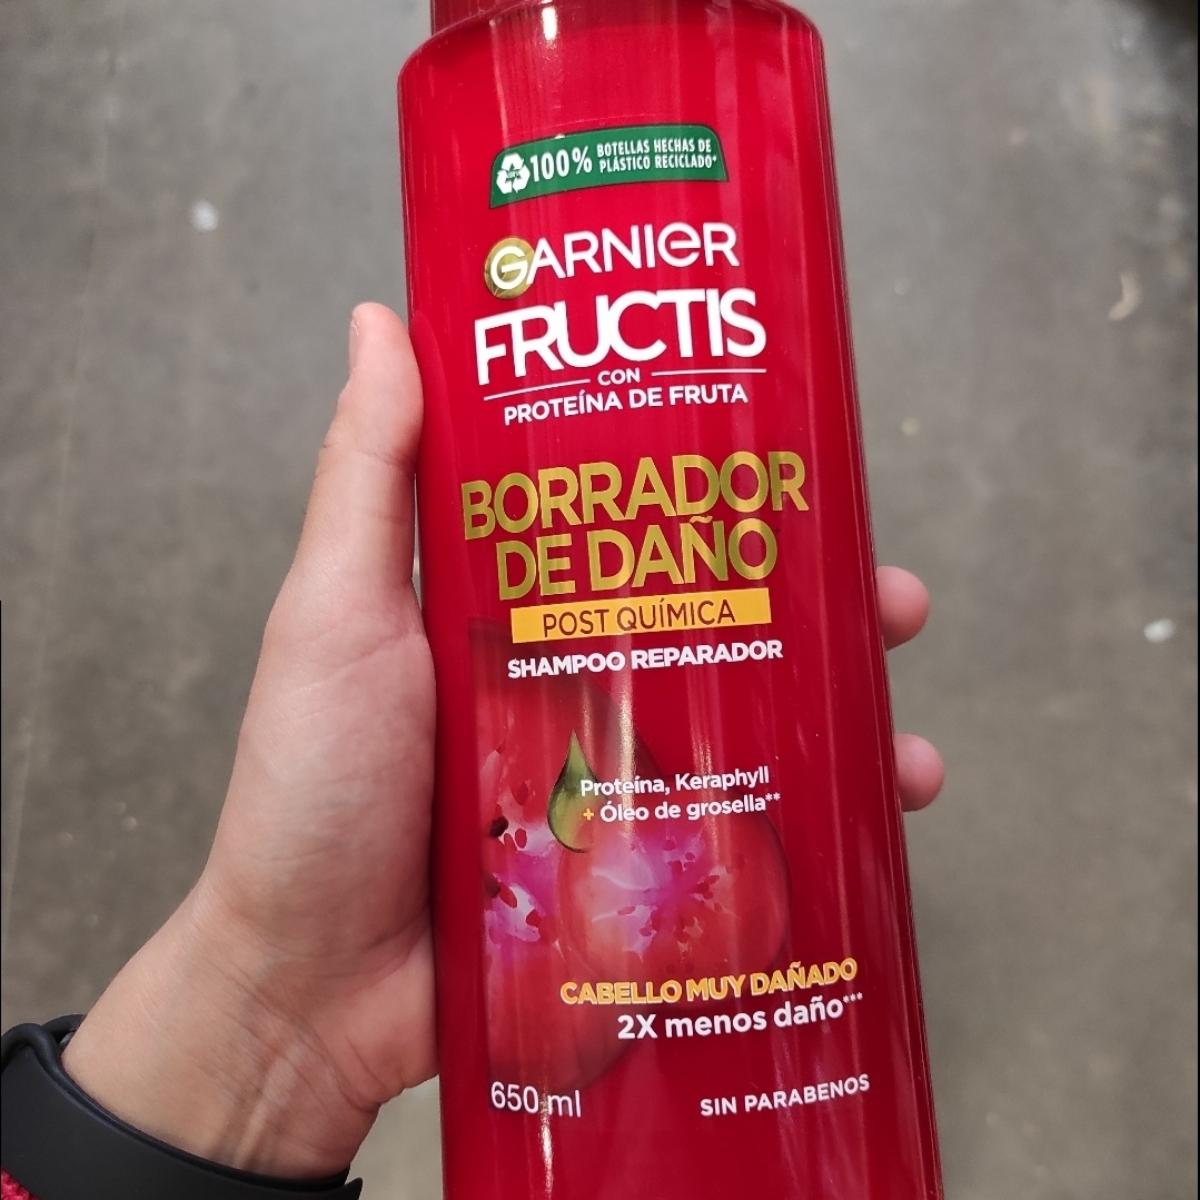 100% BOTELLAS HECHAS DE
PLÁSTICO RECICLADO*
GARNIER
FRUCTIS
CON
PROTEÍNA DE FRUTA
BORRADOR
DE DAÑO
POST QUÍMICA
SHAMPOO REPARADOR
Proteína, Keraphyll
+ Óleo de grosella**
CABELLO MUY DAÑADO
2X menos daño***
650 ml
SIN PARABENOS